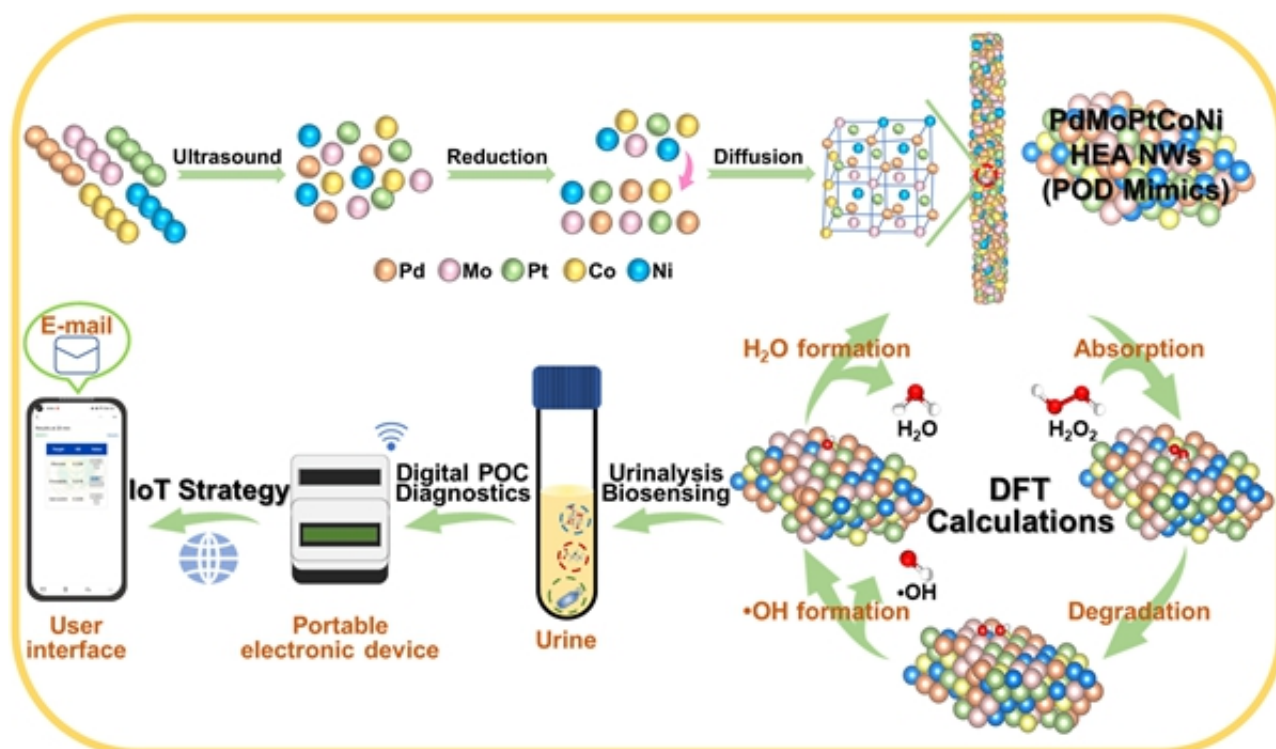 Ultrasound
Reduction
Diffusion
PdMoPtCoNi
HEA NWs
(POD Mimics)
Pd
Mo
Pt
Co
Ni
E-mail
User
interface
IoT Strategy
Portable
electronic device
Digital POC
Diagnostics
Urine
Urinalysis
Biosensing
H₂O formation
H₂O
Absorption
H₂O₂
DFT
Calculations
•OH
•OH formation
Degradation